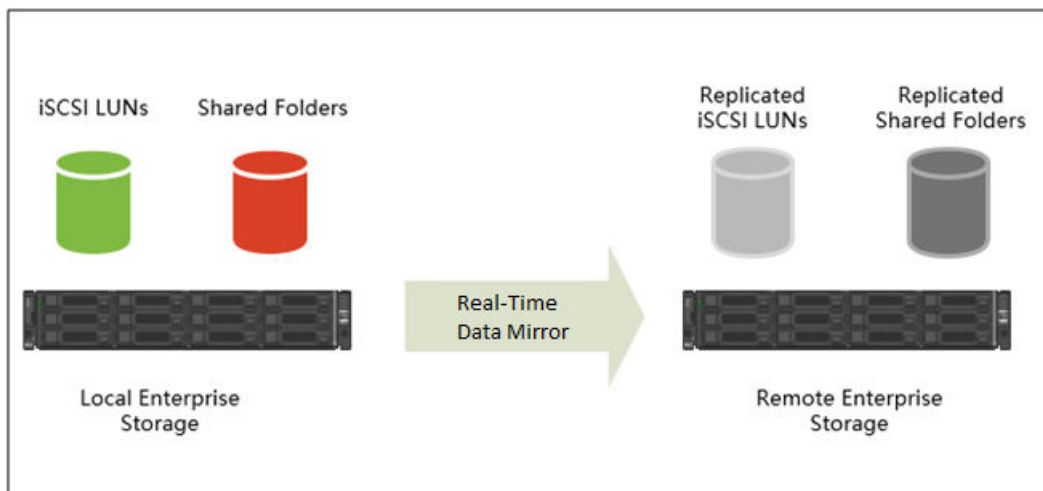 iSCSI LUNs
Shared Folders
Replicated
iSCSI LUNs
Replicated
Shared Folders
Real-Time
Data Mirror
Local Enterprise
Storage
Remote Enterprise
Storage